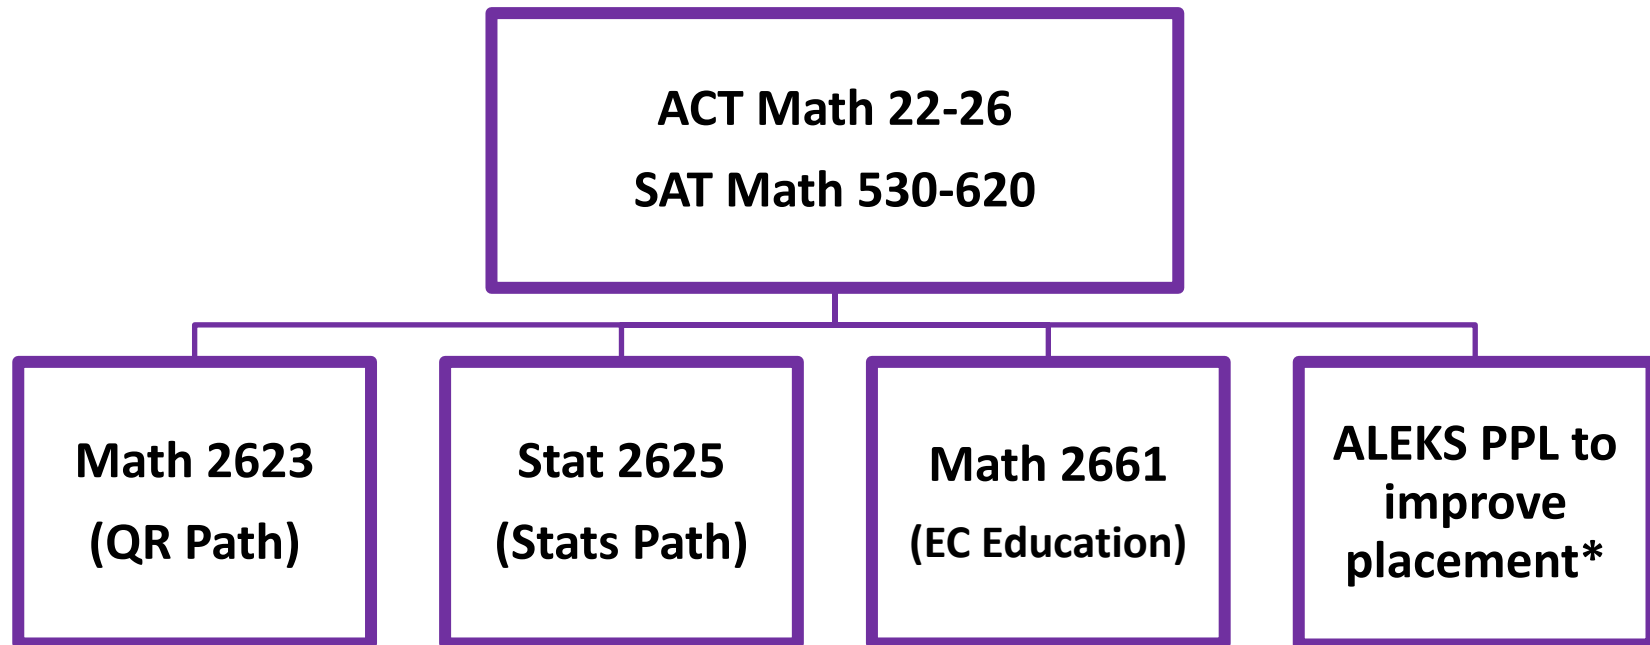 ACT Math 22-26
SAT Math 530-620
Math 2623
(QR Path)
Stat 2625
(Stats Path)
Math 2661
(EC Education)
ALEKS PPL to
improve
placement*